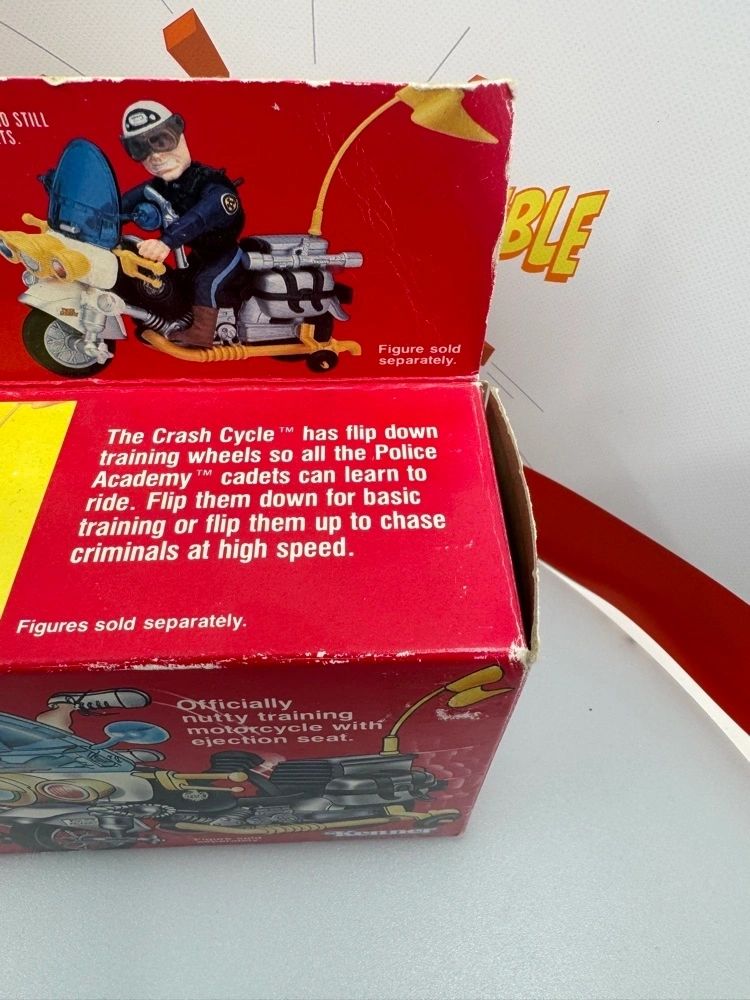 O STILL
TS.
BLE
Figure sold
separately.
The Crash Cycle™ has flip down
training wheels so all the Police
Academy™ cadets can learn to
ride. Flip them down for basic
training or flip them up to chase
criminals at high speed.
Figures sold separately.
Officially
nutty training
motorcycle with
ejection seat.
Kenner